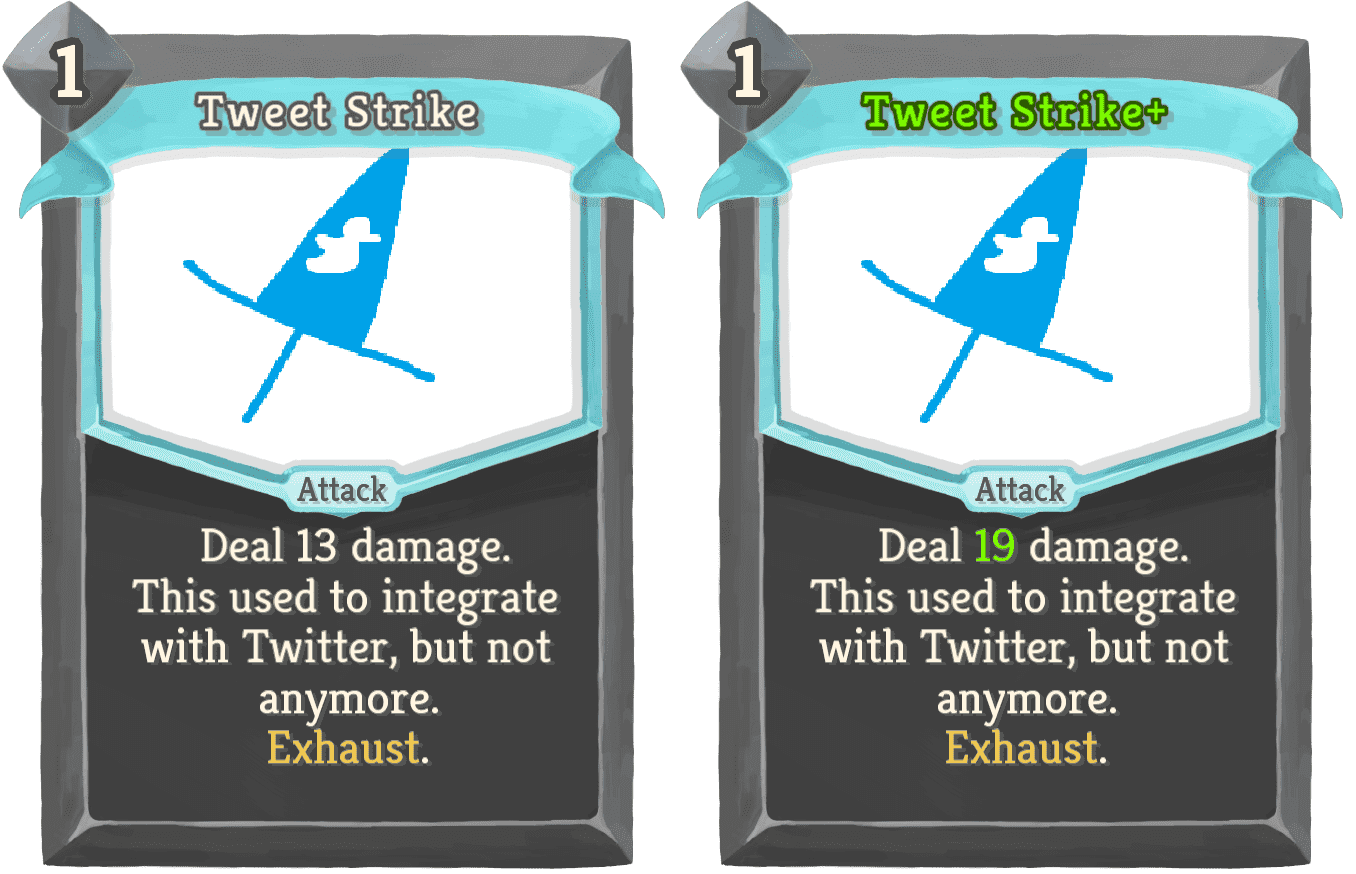 1
Tweet Strike
Attack
Deal 13 damage.
This used to integrate
with Twitter, but not
anymore.
Exhaust.
1
Tweet Strike+
Attack
Deal 19 damage.
This used to integrate
with Twitter, but not
anymore.
Exhaust.